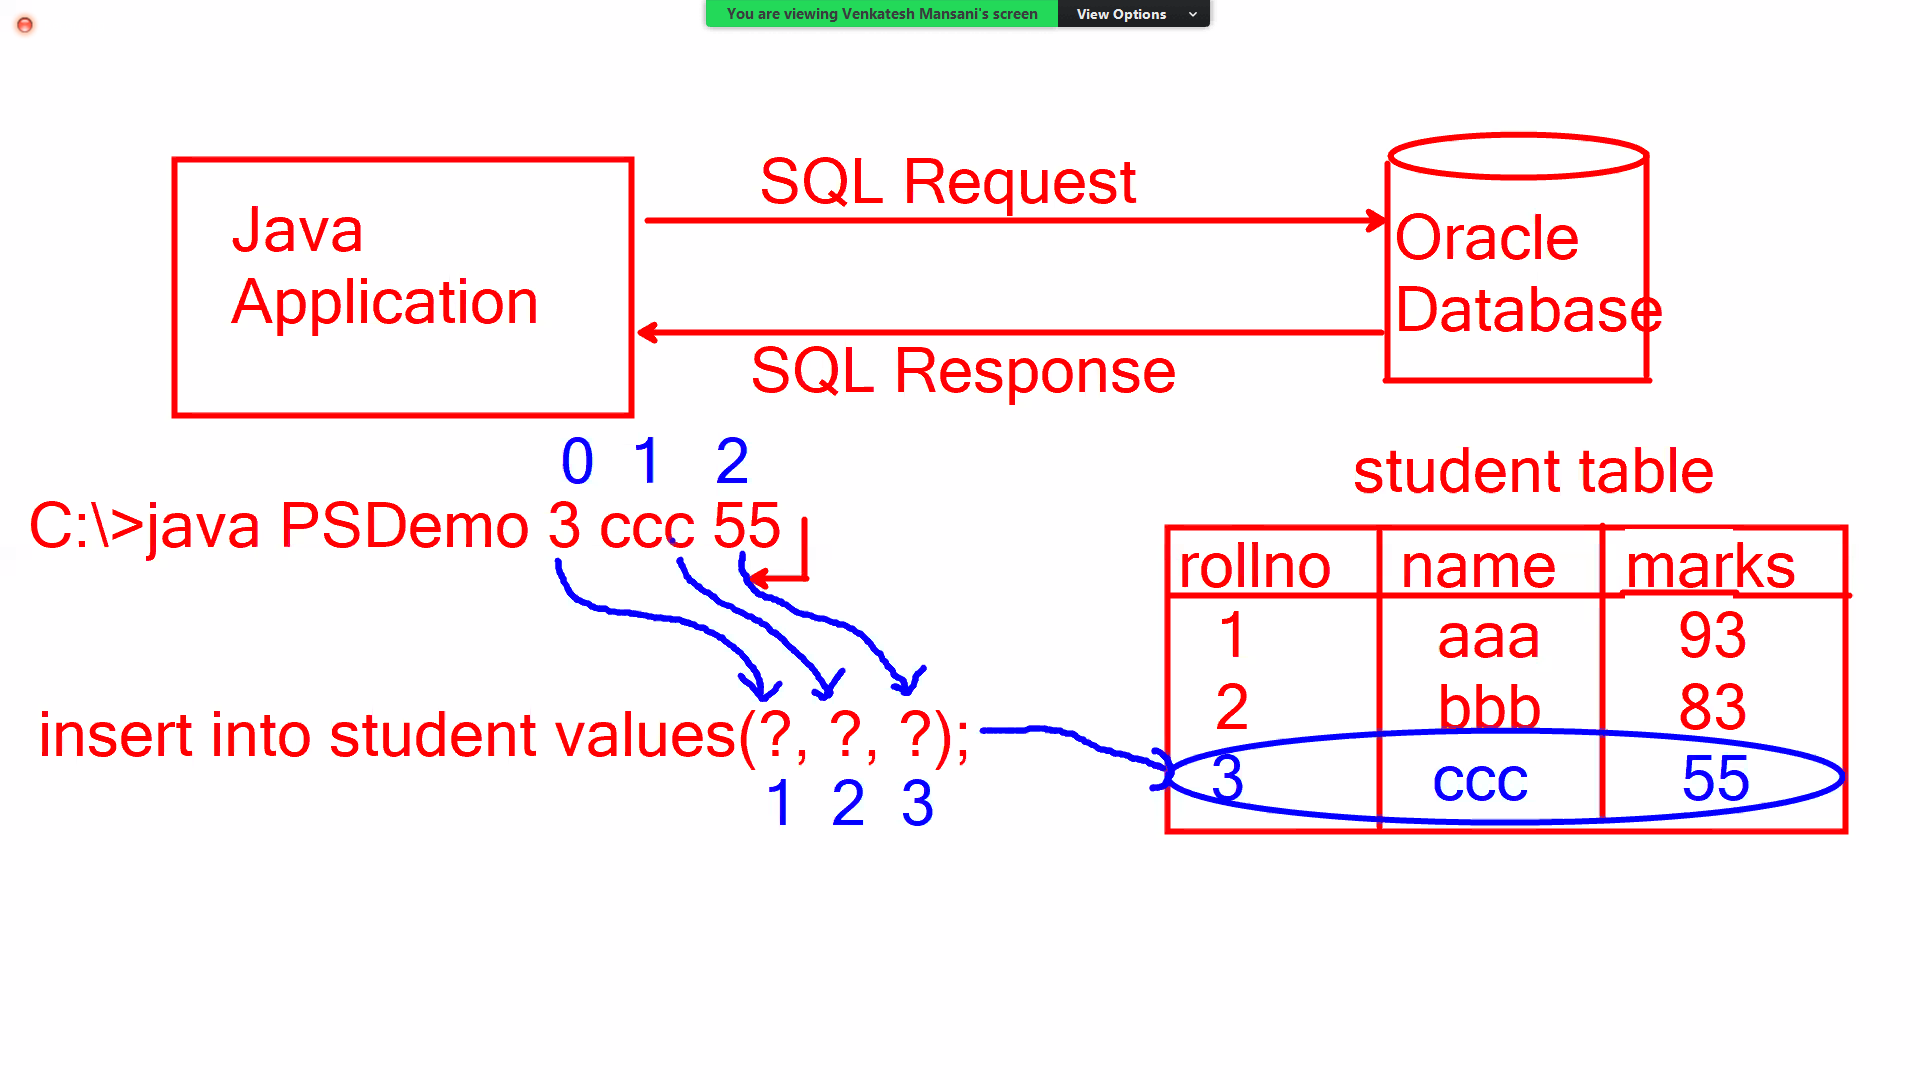 You are viewing Venkatesh Mansani's screen View Options
SQL Request
Java
Application
Oracle
Database
SQL Response
0 1 2
C:\>java PSDemo 3 ccc 55
student table
rollno name marks
1 aaa 93
2 bbb 83
3 ccc 55
insert into student values(?, ?, ?);
1 2 3